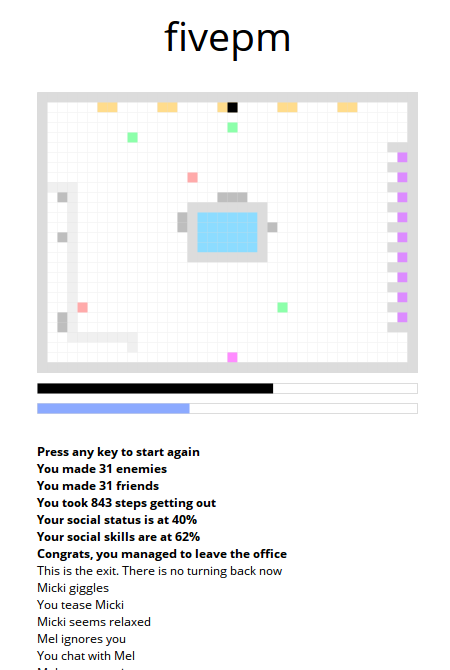 fivepm
Press any key to start again
You made 31 enemies
You made 31 friends
You took 843 steps getting out
Your social status is at 40%
Your social skills are at 62%
Congrats, you managed to leave the office
This is the exit. There is no turning back now
Micki giggles
You tease Micki
Micki seems relaxed
Mel ignores you
You chat with Mel